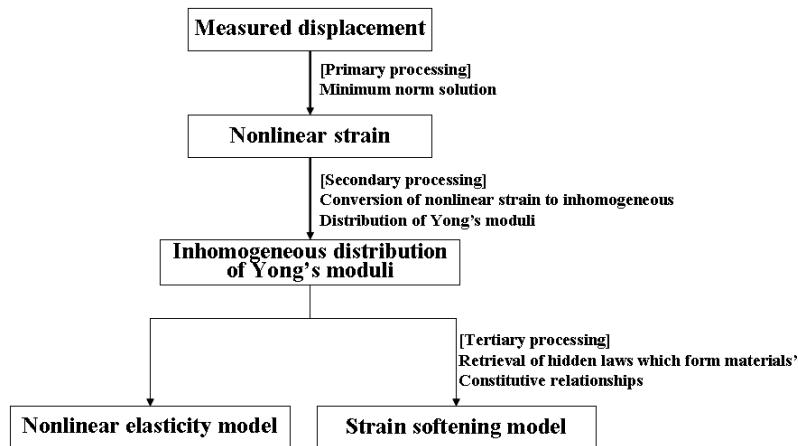 Measured displacement
[Primary processing]
Minimum norm solution
Nonlinear strain
[Secondary processing]
Conversion of nonlinear strain to inhomogeneous
Distribution of Yong's moduli
Inhomogeneous distribution
of Yong's moduli
[Tertiary processing]
Retrieval of hidden laws which form materials'
Constitutive relationships
Nonlinear elasticity model
Strain softening model